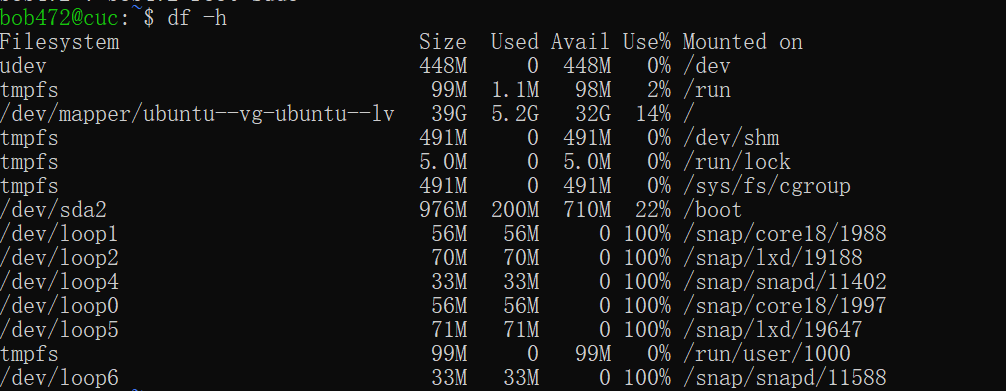 bob472@cuc:~$ df -h
Filesystem Size Used Avail Use% Mounted on
udev 448M 0 448M 0% /dev
tmpfs 99M 1.1M 98M 2% /run
/dev/mapper/ubuntu--vg-ubuntu--lv 39G 5.2G 32G 14% /
tmpfs 491M 0 491M 0% /dev/shm
tmpfs 5.0M 0 5.0M 0% /run/lock
tmpfs 491M 0 491M 0% /sys/fs/cgroup
/dev/sda2 976M 200M 710M 22% /boot
/dev/loop1 56M 56M 0 100% /snap/core18/1988
/dev/loop2 70M 70M 0 100% /snap/lxd/19188
/dev/loop4 33M 33M 0 100% /snap/snapd/11402
/dev/loop0 56M 56M 0 100% /snap/core18/1997
/dev/loop5 71M 71M 0 100% /snap/lxd/19647
tmpfs 99M 0 99M 0% /run/user/1000
/dev/loop6 33M 33M 0 100% /snap/snapd/11588